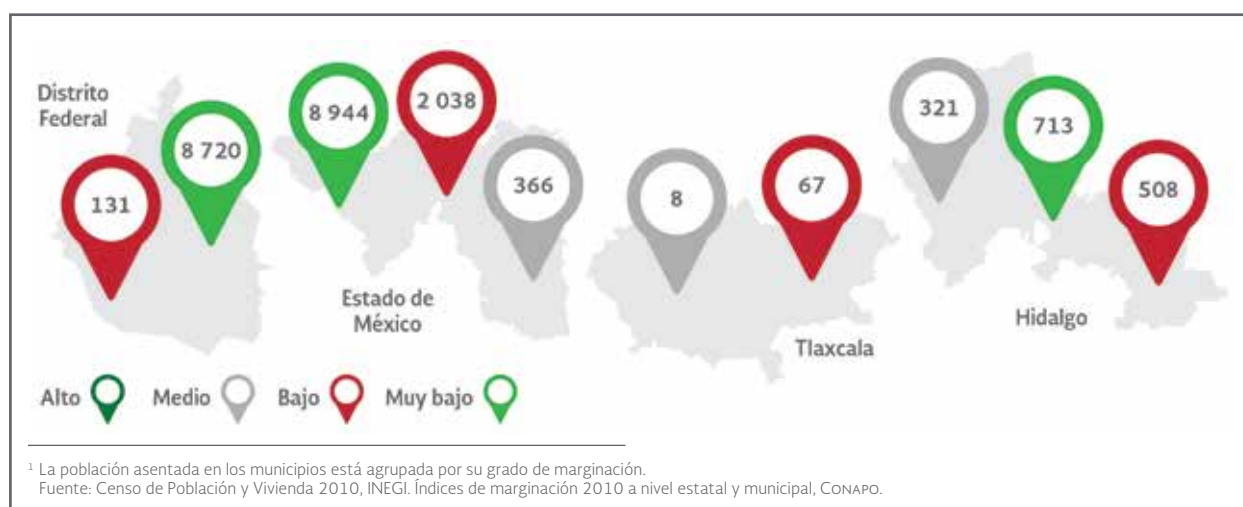 Distrito
Federal
131
8 720
8 944
2 038
366
Estado de
México
8
67
Tlaxcala
321
713
508
Hidalgo
Alto
Medio
Bajo
Muy bajo
1 La población asentada en los municipios está agrupada por su grado de marginación.
Fuente: Censo de Población y Vivienda 2010, INEGI. Índices de marginación 2010 a nivel estatal y municipal, CONAPO.